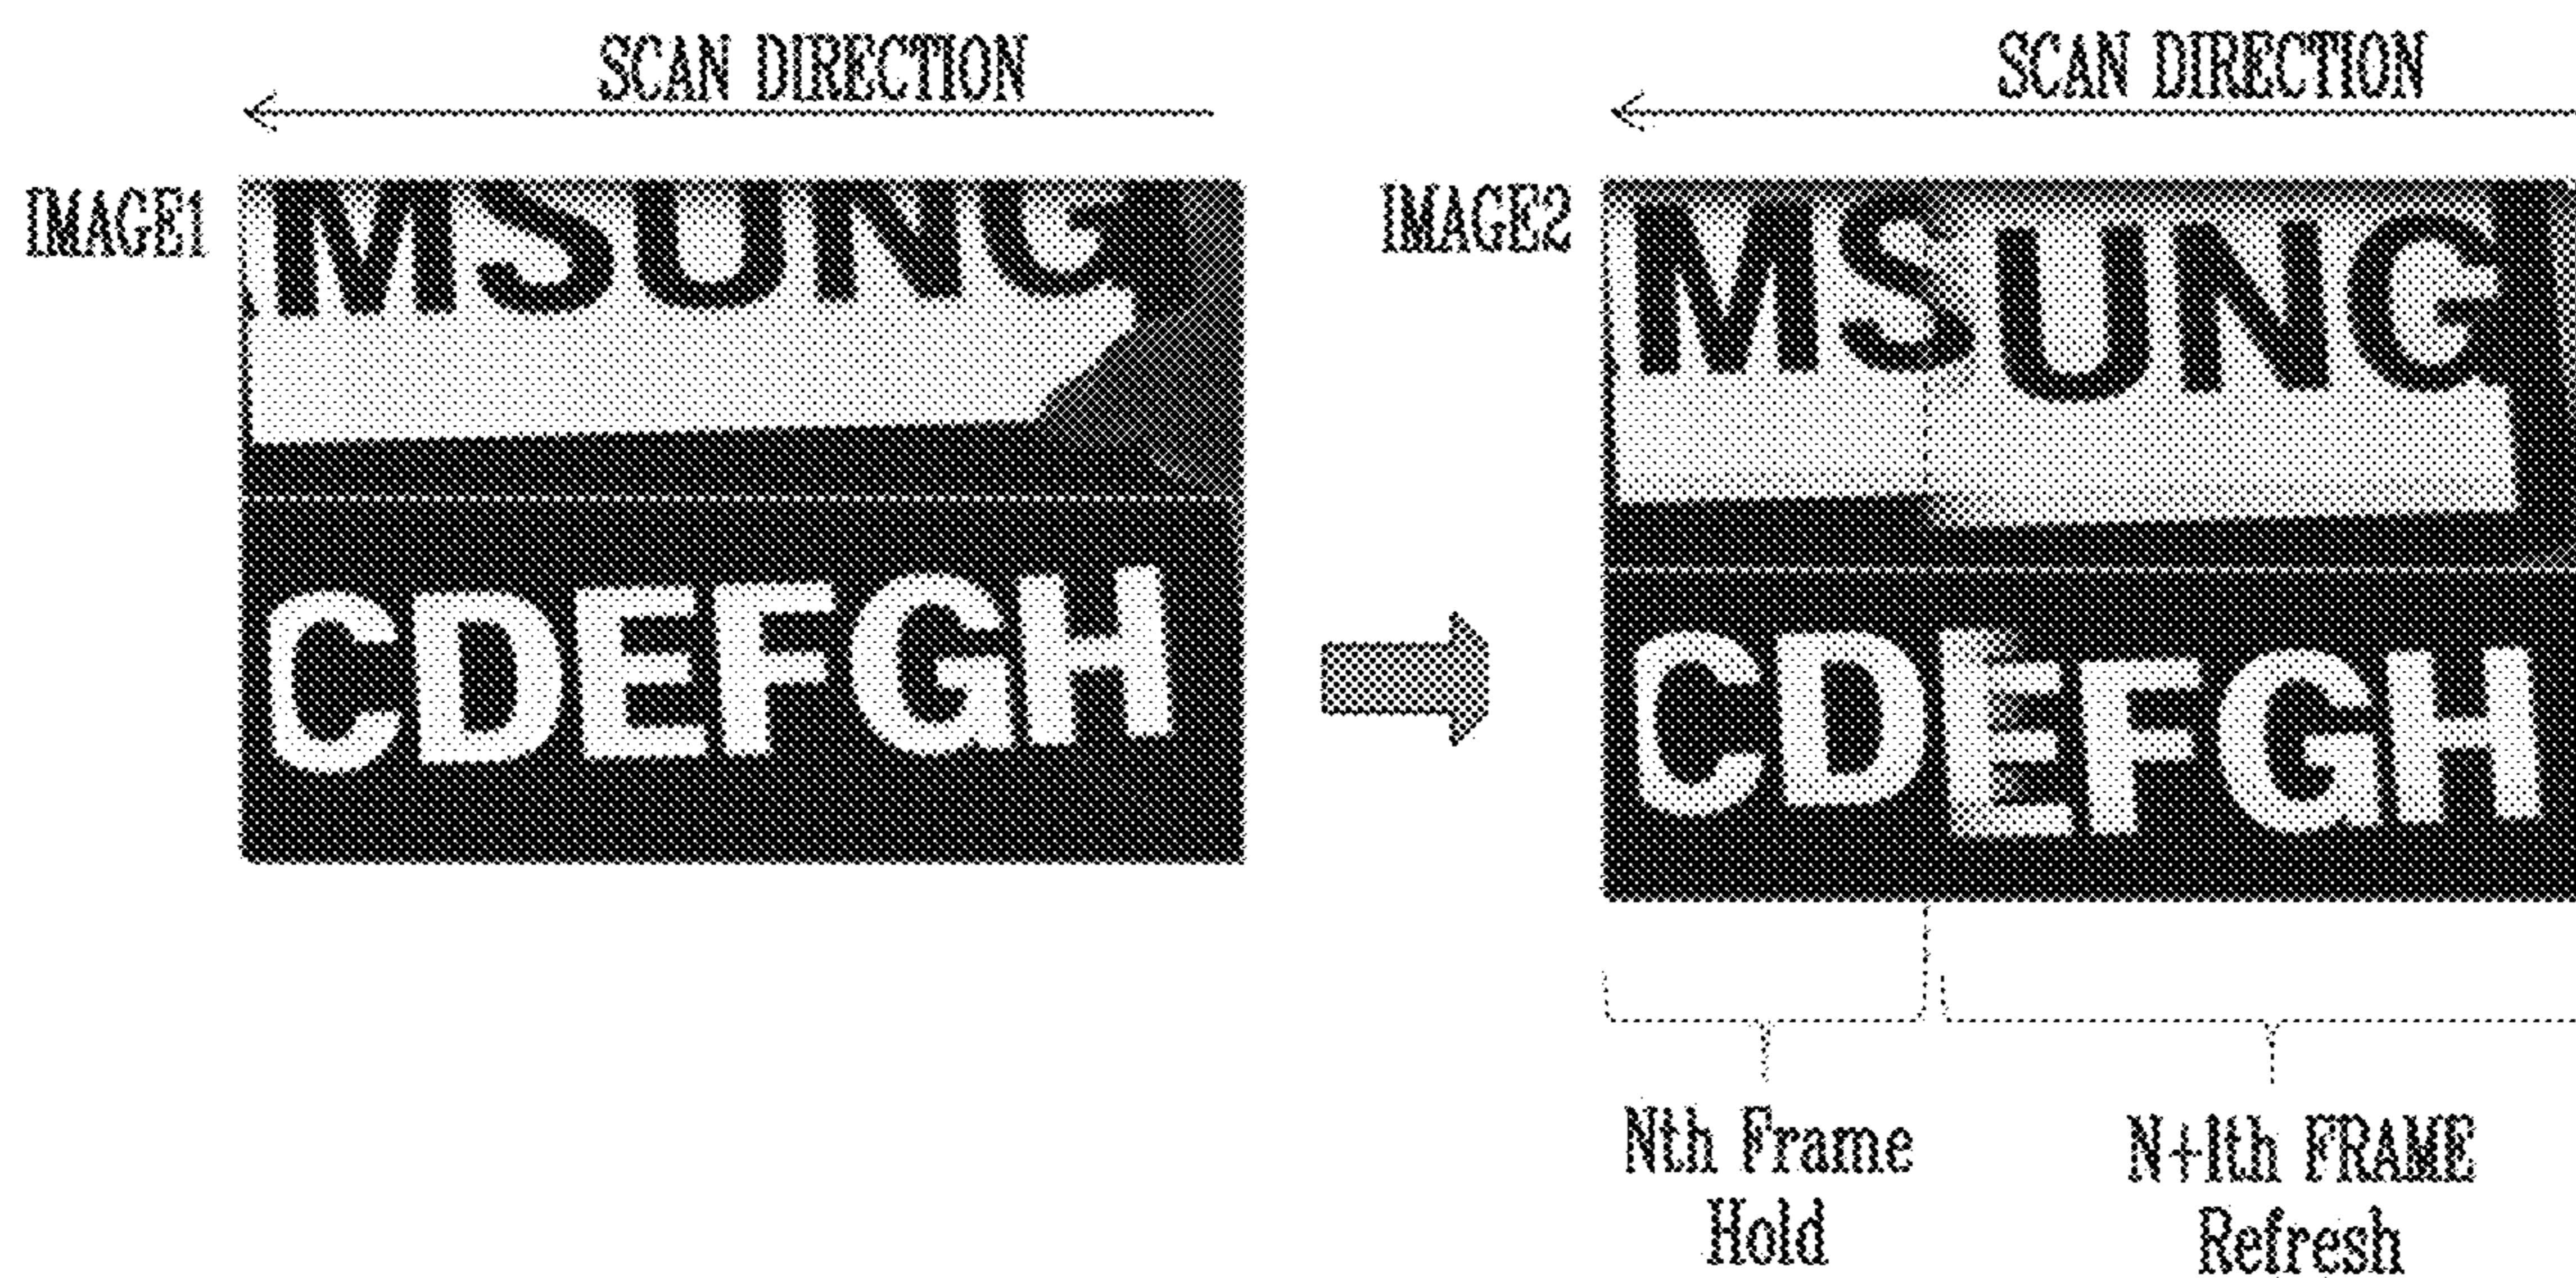 SCAN DIRECTION
IMAGE1
MSUNG
CDEFGH
SCAN DIRECTION
IMAGE2
MSUNG
CDEFGH
Nth Frame
Hold
N+1th FRAME
Refresh